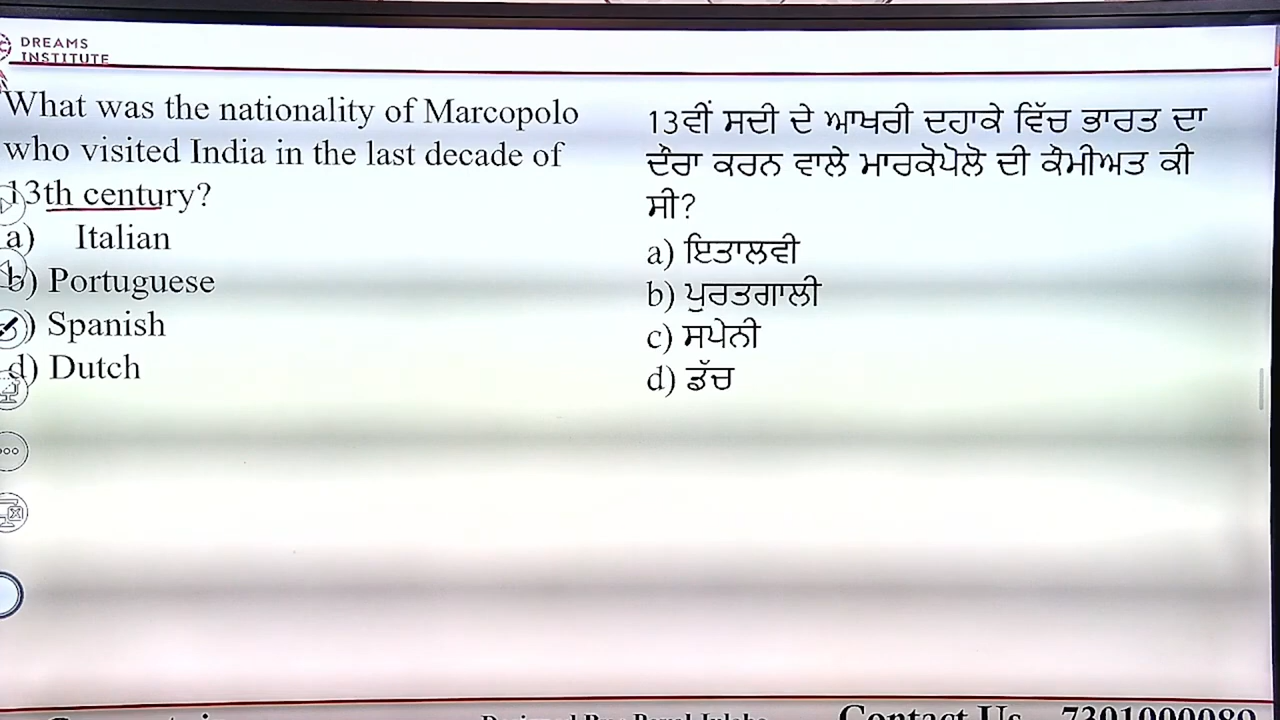 DREAMS
INSTITUTE
What was the nationality of Marcopolo
who visited India in the last decade of
13th century?
a) Italian
b) Portuguese
) Spanish
d) Dutch
13ਵੀਂ ਸਦੀ ਦੇ ਆਖਰੀ ਦਹਾਕੇ ਵਿੱਚ ਭਾਰਤ ਦਾ
ਦੌਰਾ ਕਰਨ ਵਾਲੇ ਮਾਰਕੋਪੋਲੋ ਦੀ ਕੌਮੀਅਤ ਕੀ
ਸੀ?
a) ਇਤਾਲਵੀ
b) ਪੁਰਤਗਾਲੀ
c) ਸਪੇਨੀ
d) ਡੱਚ
Contact Us